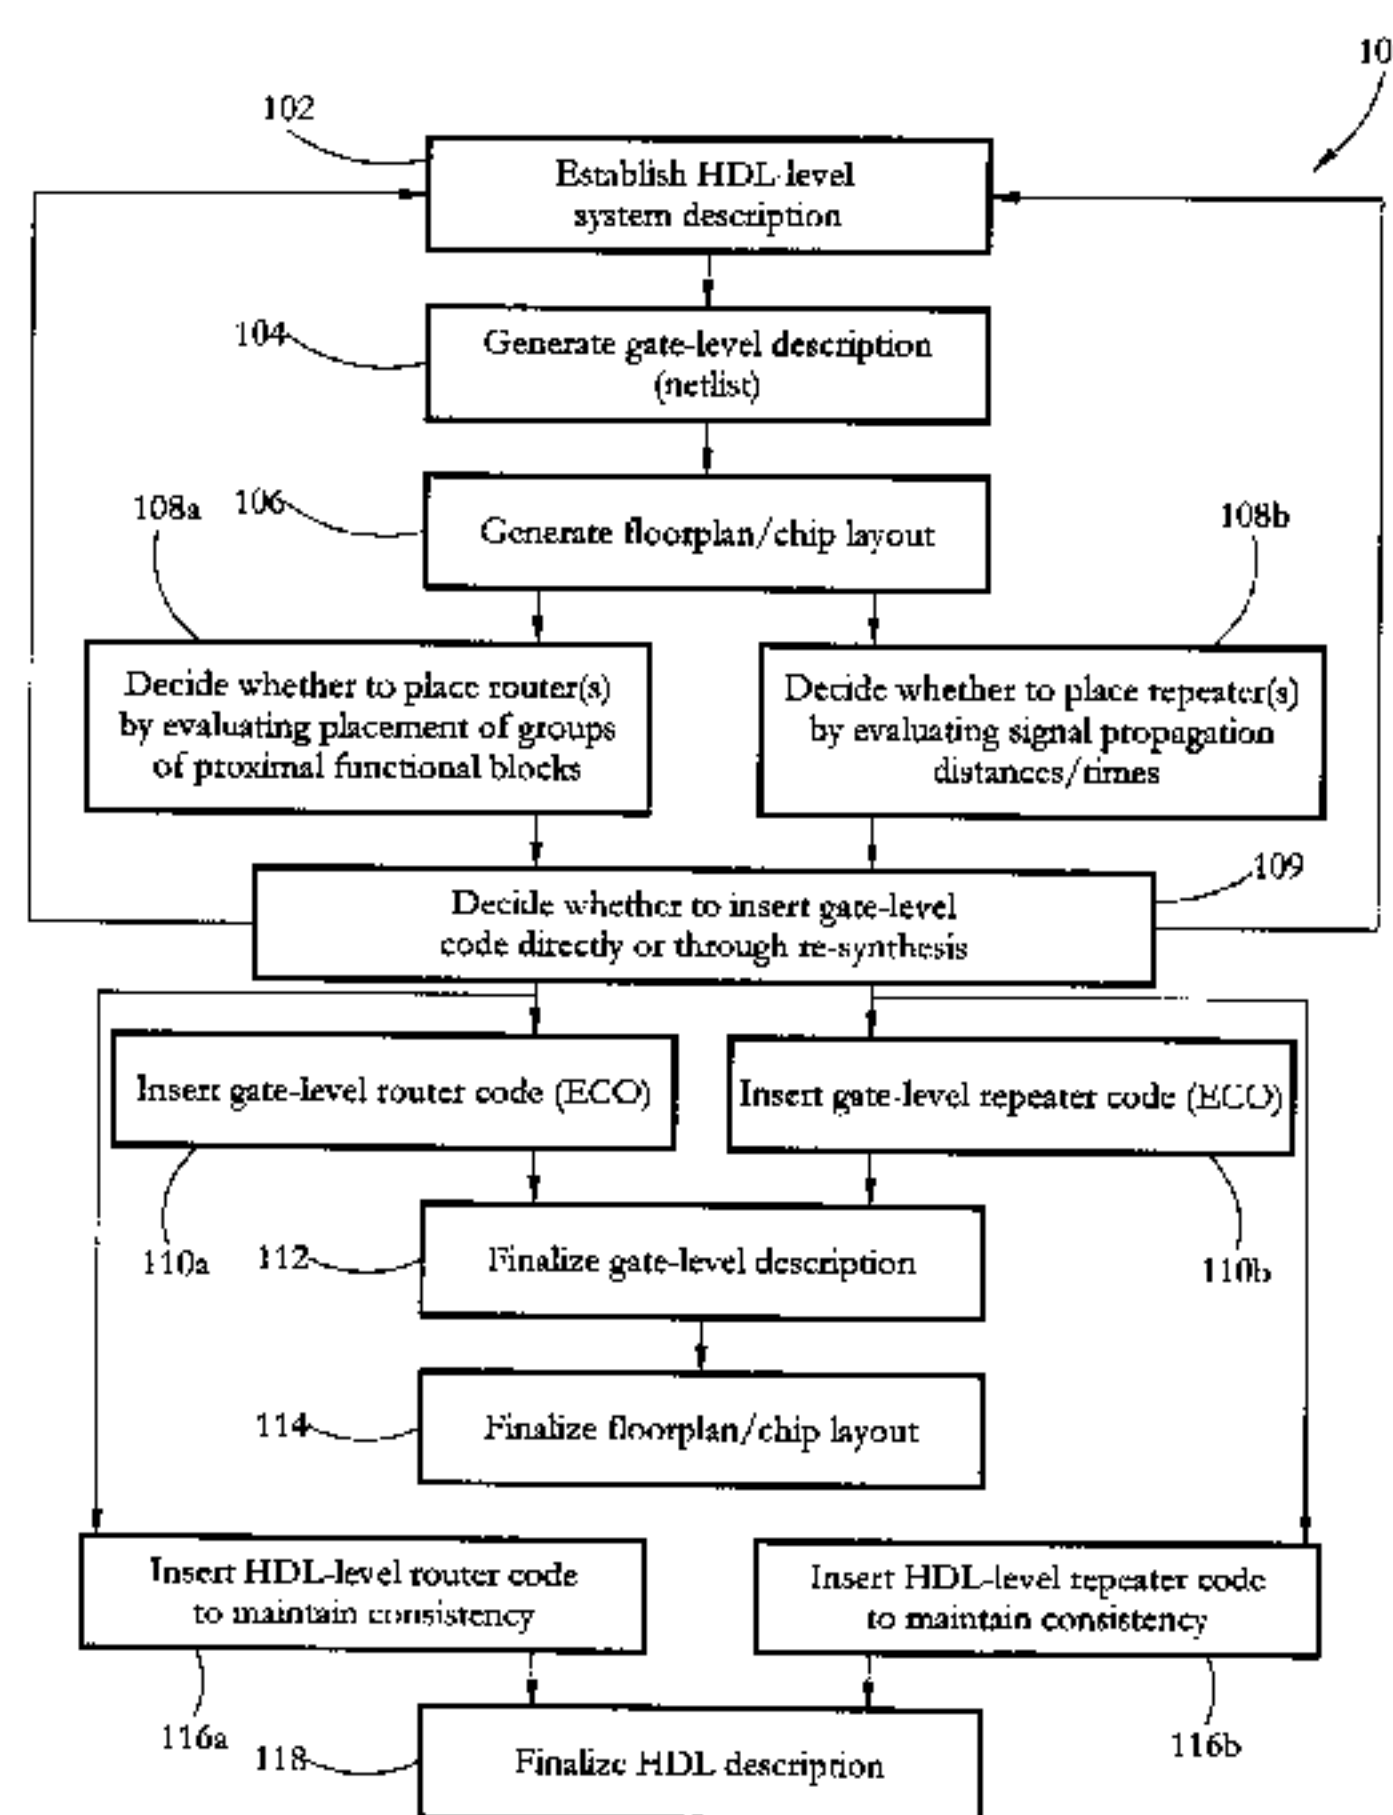 10
102
Establish HDL-level
system description
104
Generate gate-level description
(netlist)
108a
106
108b
Generate floorplan/chip layout
Decide whether to place router(s)
by evaluating placement of groups
of proximal functional blocks
Decide whether to place repeater(s)
by evaluating signal propagation
distances/times
109
Decide whether to insert gate-level
code directly or through re-synthesis
Insert gate-level router code (ECO)
Insert gate-level repeater code (ECO)
110a
112
Finalize gate-level description
110b
114
Finalize floorplan/chip layout
Insert HDL-level router code
to maintain consistency
Insert HDL-level repeater code
to maintain consistency
116a
116b
118
Finalize HDL description